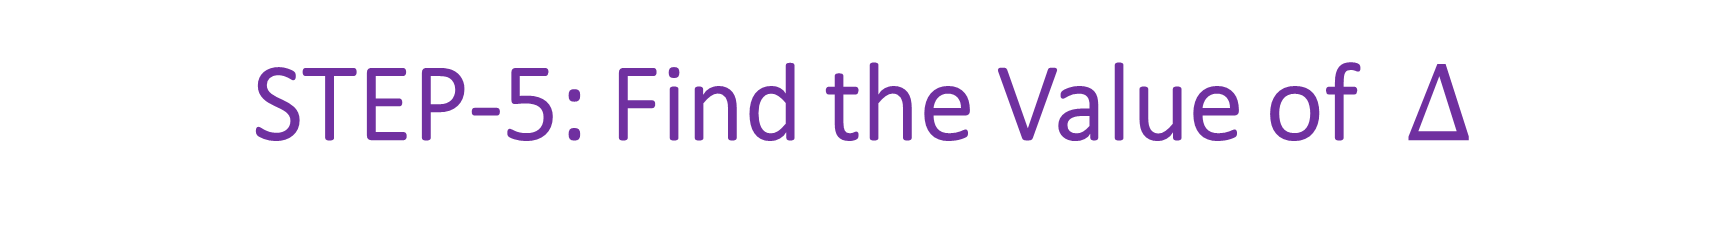 STEP-5: Find the Value of Δ